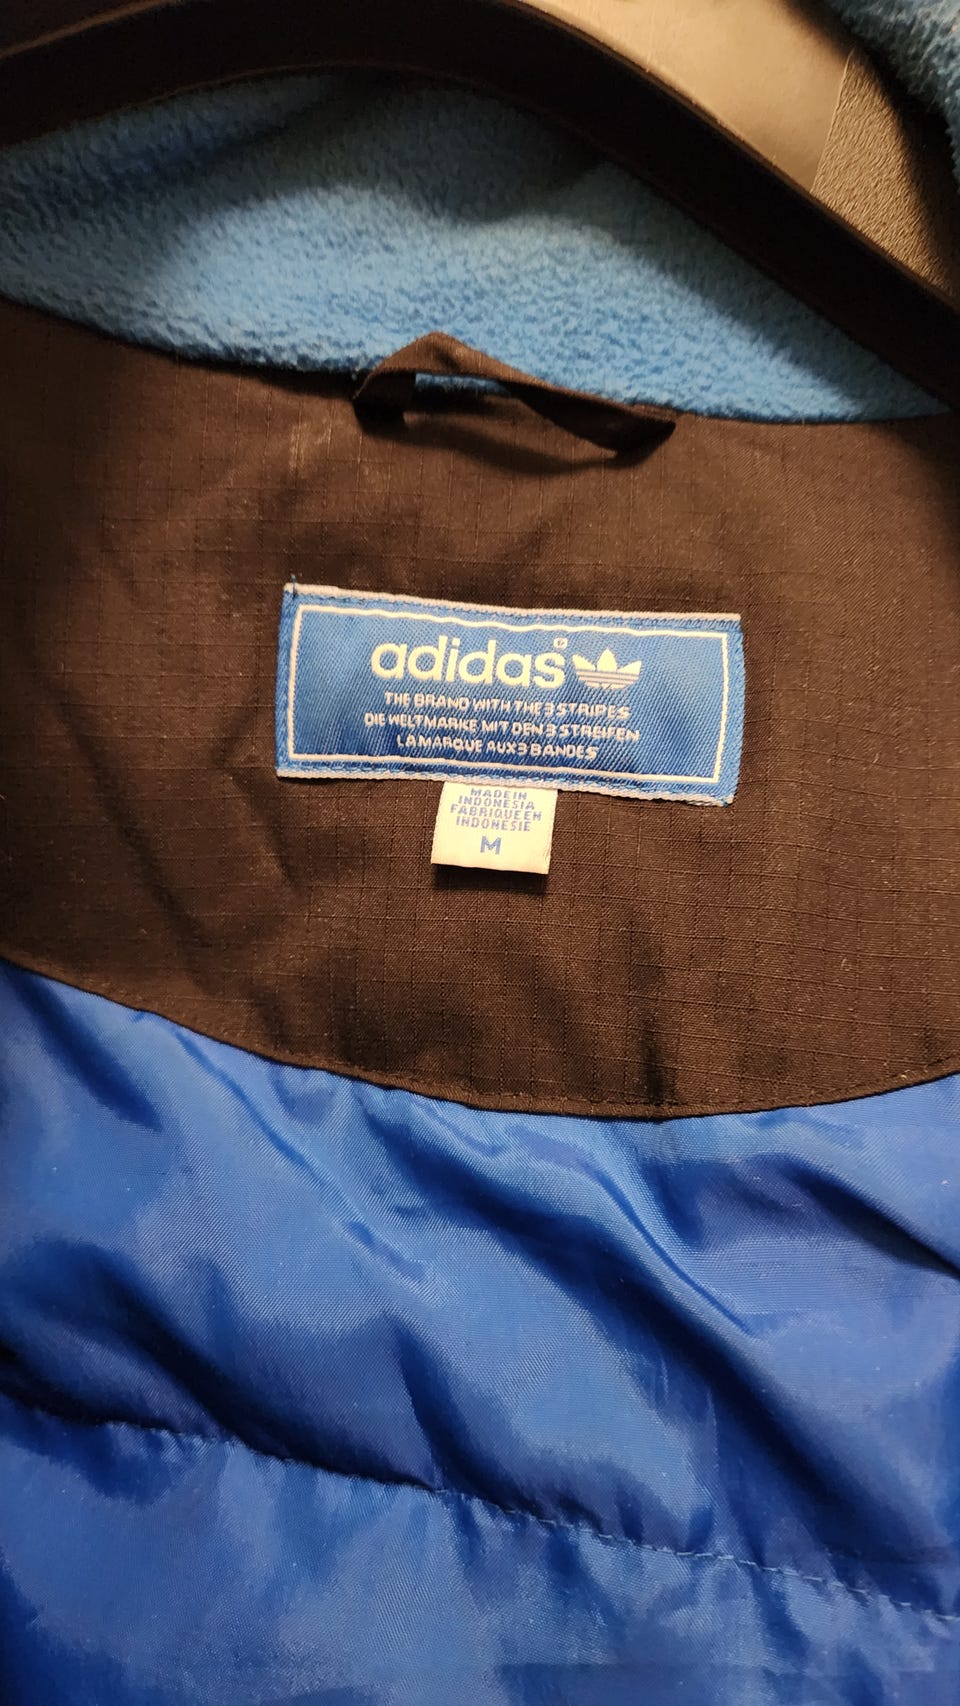 adidas
THE BRAND WITH THE 3 STRIPES
DIE WELTMARKE MIT DEN 3 STREIFEN
LA MARQUE AUX 3 BANDES
MADE IN
INDONESIA
FABRIQUE EN
INDONESIE
M